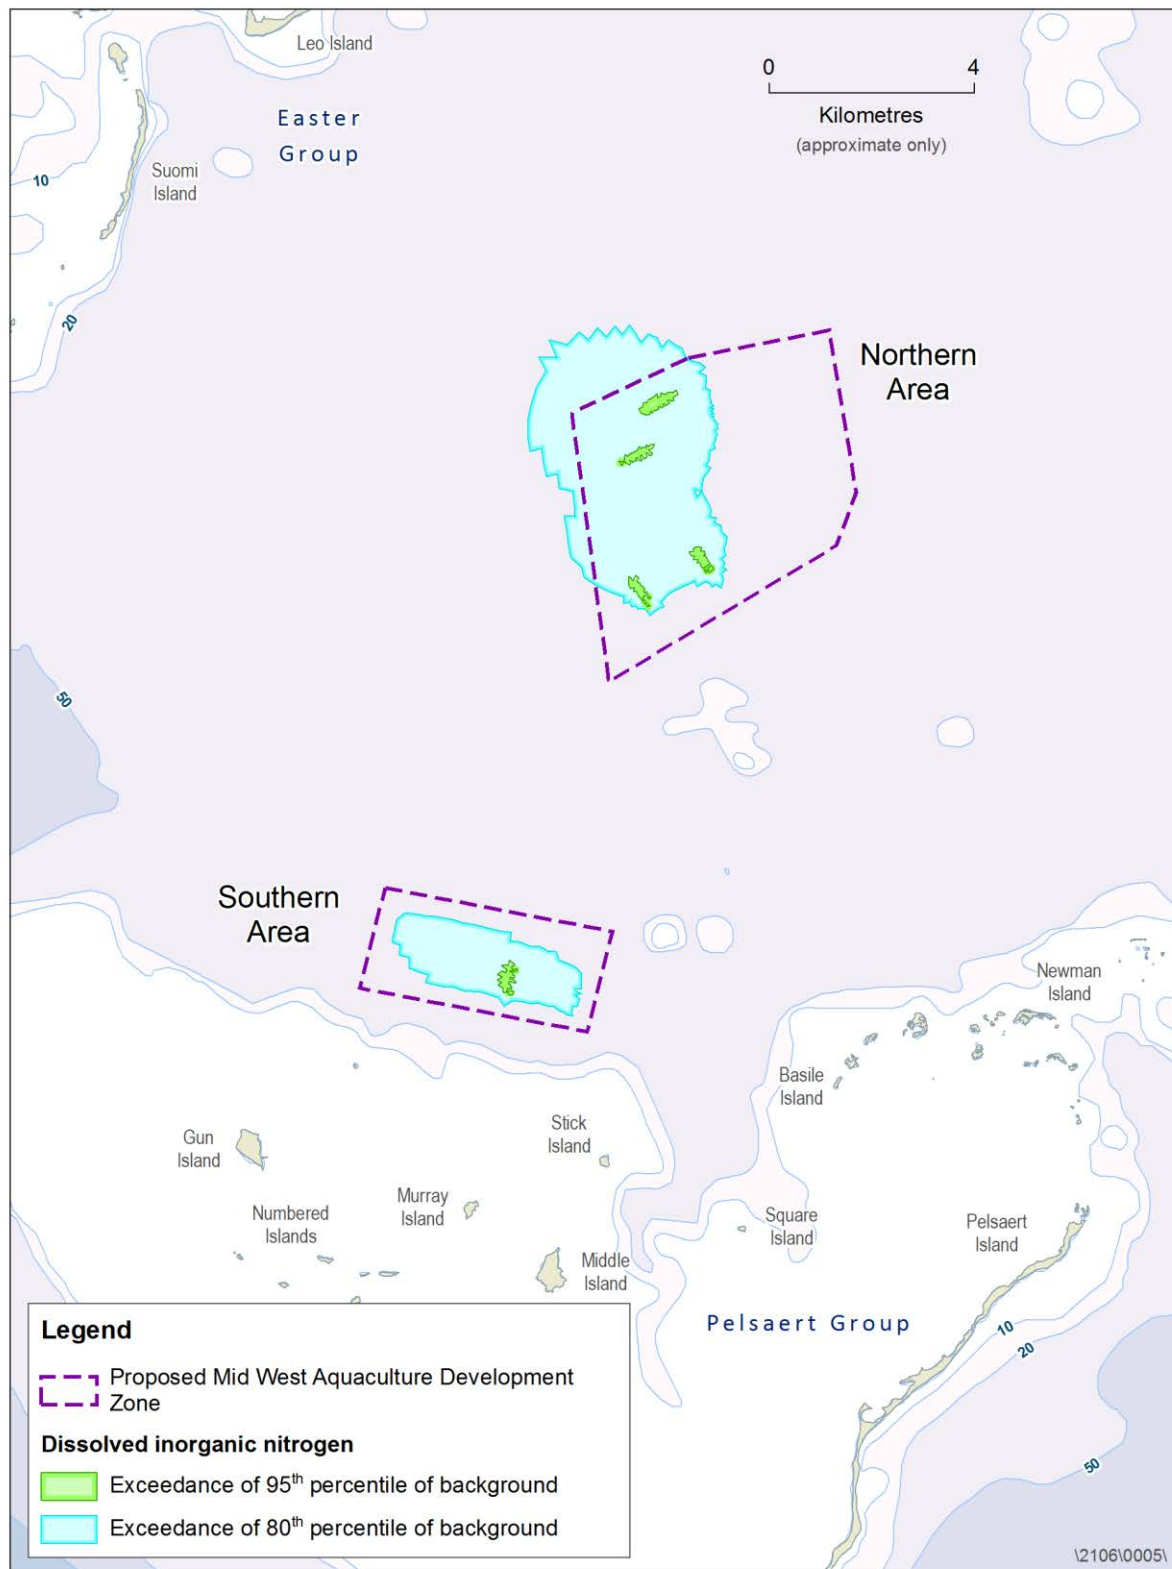 Leo Island
0 4
Kilometres
(approximate only)
Easter
Group
Suomi
Island
10
20
Northern
Area
50
Southern
Area
Newman
Island
Basile
Island
Stick
Island
Gun
Island
Murray
Island
Numbered
Islands
Square
Island
Pelsaert
Island
Middle
Island
Pelsaert Group
10
20
50
Legend
Proposed Mid West Aquaculture Development
Zone
Dissolved inorganic nitrogen
Exceedance of 95th percentile of background
Exceedance of 80th percentile of background
\2106\0005\